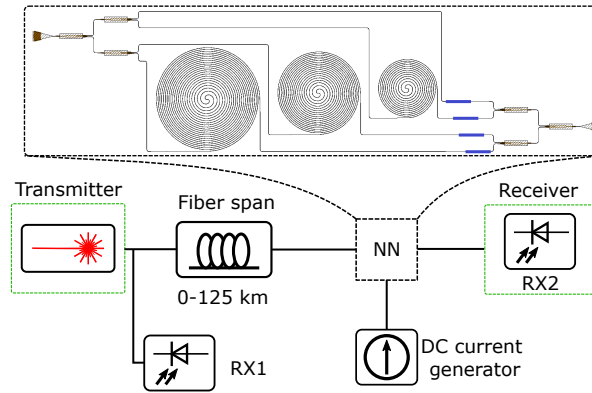 Transmitter
Fiber span
0-125 km
NN
Receiver
RX2
RX1
DC current
generator